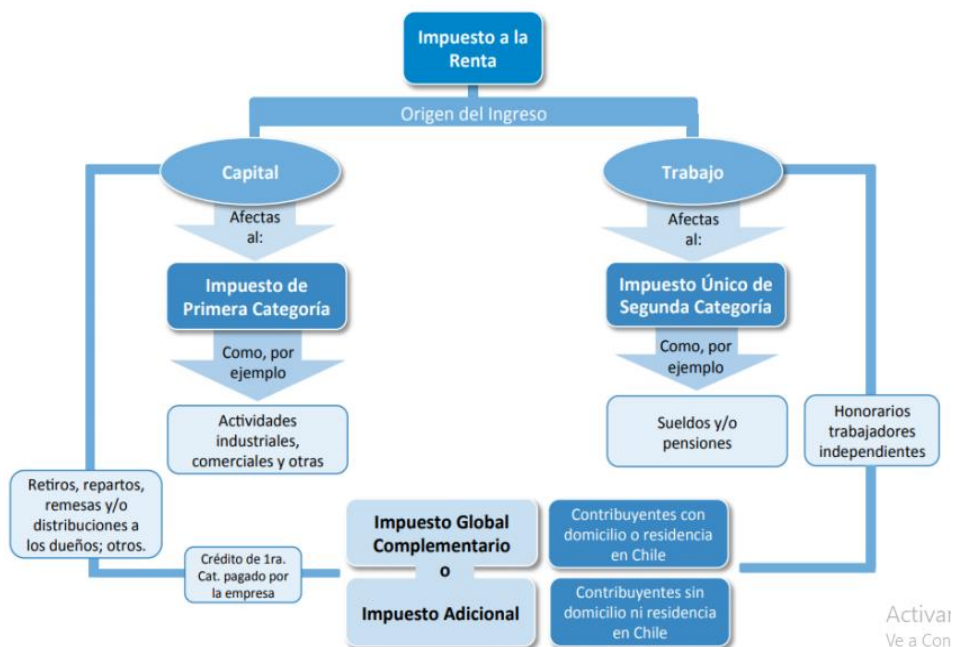 Impuesto a la
Renta
Origen del Ingreso
Capital
Trabajo
Afectas
al:
Afectas
al:
Impuesto de
Primera Categoría
Impuesto Único de
Segunda Categoría
Como, por
ejemplo
Como, por
ejemplo
Actividades
industriales,
comerciales y otras
Sueldos y/o
pensiones
Honorarios
trabajadores
independientes
Retiros, repartos,
remesas y/o
distribuciones a
los dueños; otros.
Crédito de 1ra.
Cat. pagado por
la empresa
Impuesto Global
Complementario
o
Impuesto Adicional
Contribuyentes con
domicilio o residencia
en Chile
Contribuyentes sin
domicilio ni residencia
en Chile
Activar
Ve a Con